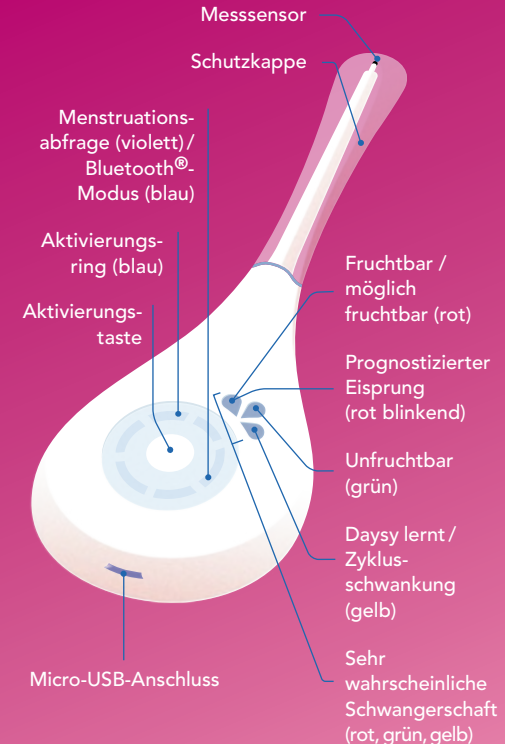 Messsensor
Schutzkappe
Menstruations-
abfrage (violett) /
Bluetooth®-
Modus (blau)
Aktivierungs-
ring (blau)
Aktivierungs-
taste
Fruchtbar /
möglich
fruchtbar (rot)
Prognostizierter
Eisprung
(rot blinkend)
Unfruchtbar
(grün)
Daysy lernt /
Zyklus-
schwankung
(gelb)
Sehr
wahrscheinliche
Schwangerschaft
(rot, grün, gelb)
Micro-USB-Anschluss